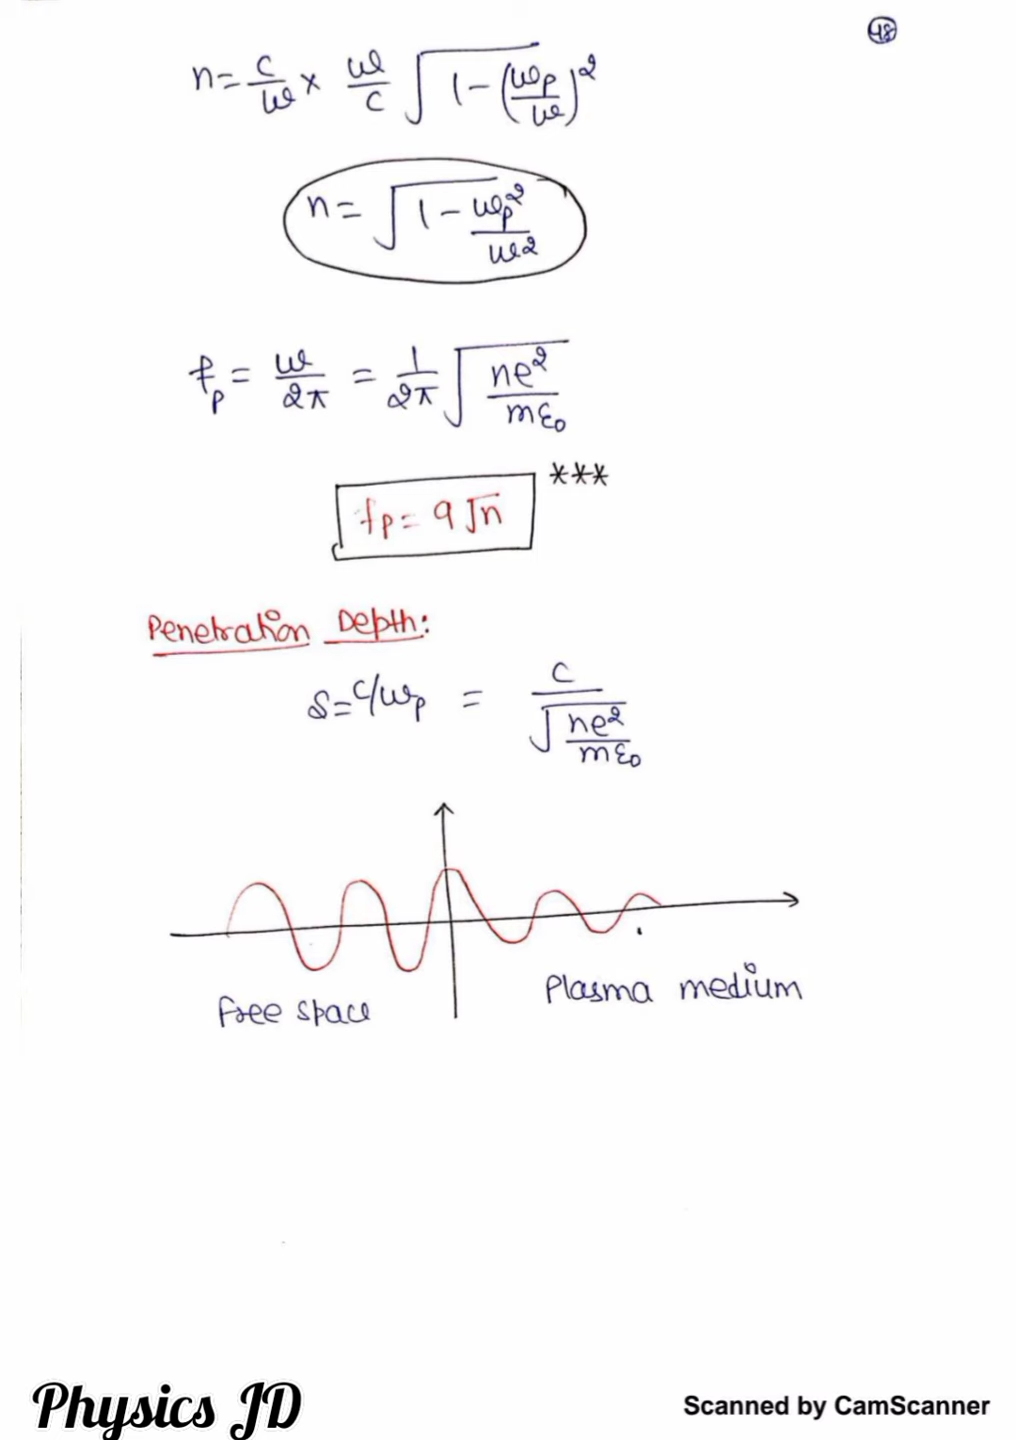 48
n = c/ω × ω/c √(1 - (ωp/ω)²)
n = √(1 - ωp²/ω²)
fp = ω/2π = 1/2π √(ne²/mε₀)
fp = 9√n ***
Penetration Depth:
δ = c/ωp = c/√(ne²/mε₀)
Free space Plasma medium
Physics JD Scanned by CamScanner